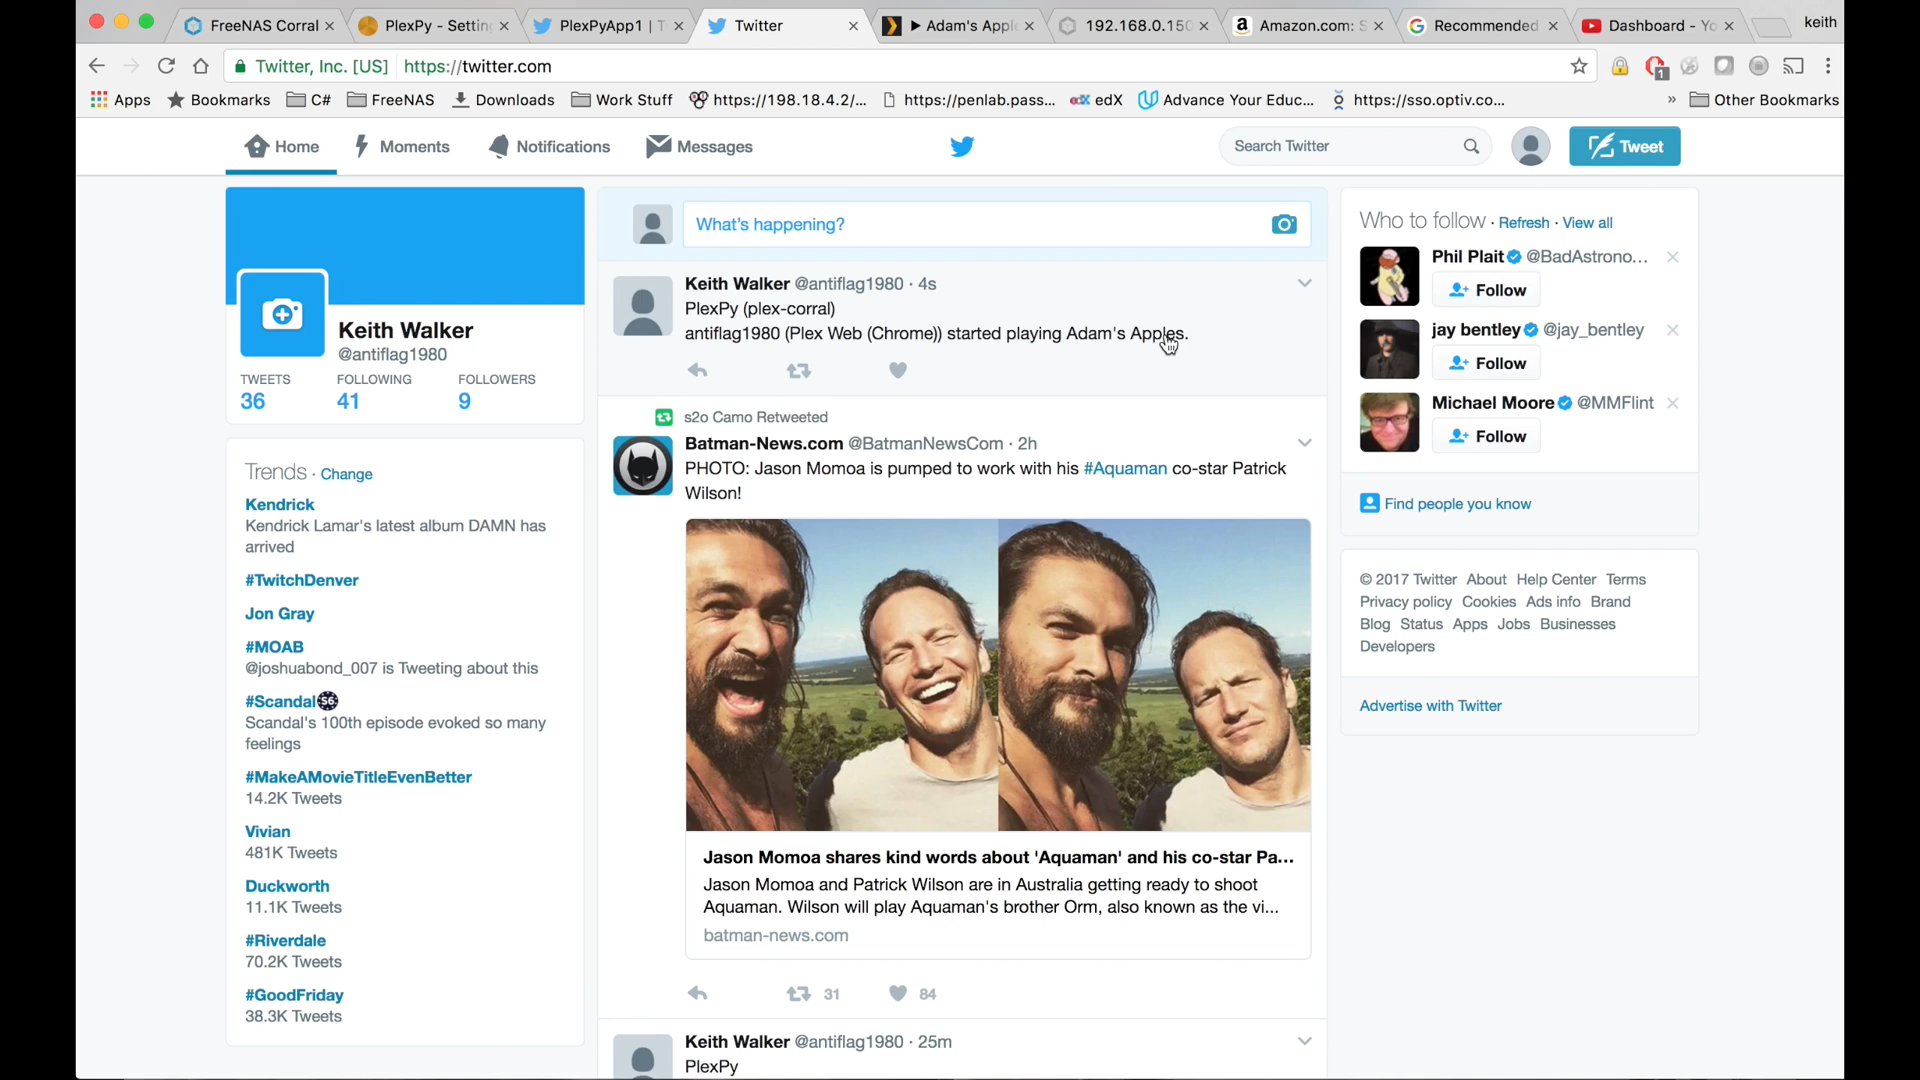 FreeNAS Corral
PlexPy - Settin
PlexPyApp1 | T
Twitter
Adam's Apple
192.168.0.150
Amazon.com: S
Recommended
Dashboard - Yo
keith
Twitter, Inc. [US]
https://twitter.com
1
Apps
Bookmarks
C#
FreeNAS
Downloads
Work Stuff
https://198.18.4.2/...
https://penlab.pass...
edX
edX
Advance Your Educ...
https://sso.optiv.co...
»
Other Bookmarks
Home
Moments
Notifications
Messages
Search Twitter
Tweet
Keith Walker
@antiflag1980
TWEETS FOLLOWING FOLLOWERS
36 41 9
Trends · Change
Kendrick
Kendrick Lamar's latest album DAMN has
arrived
#TwitchDenver
Jon Gray
#MOAB
@joshuabond_007 is Tweeting about this
#Scandal S6
Scandal's 100th episode evoked so many
feelings
#MakeAMovieTitleEvenBetter
14.2K Tweets
Vivian
481K Tweets
Duckworth
11.1K Tweets
#Riverdale
70.2K Tweets
#GoodFriday
38.3K Tweets
What's happening?
Keith Walker @antiflag1980 · 4s
PlexPy (plex-corral)
antiflag1980 (Plex Web (Chrome)) started playing Adam's Apples.
s2o Camo Retweeted
Batman-News.com @BatmanNewsCom · 2h
PHOTO: Jason Momoa is pumped to work with his #Aquaman co-star Patrick
Wilson!
Jason Momoa shares kind words about 'Aquaman' and his co-star Pa...
Jason Momoa and Patrick Wilson are in Australia getting ready to shoot
Aquaman. Wilson will play Aquaman's brother Orm, also known as the vi...
batman-news.com
31 84
Keith Walker @antiflag1980 · 25m
PlexPy
Who to follow · Refresh · View all
Phil Plait @BadAstrono...
Follow
jay bentley @jay_bentley
Follow
Michael Moore @MMFlint
Follow
Find people you know
© 2017 Twitter About Help Center Terms
Privacy policy Cookies Ads info Brand
Blog Status Apps Jobs Businesses
Developers
Advertise with Twitter